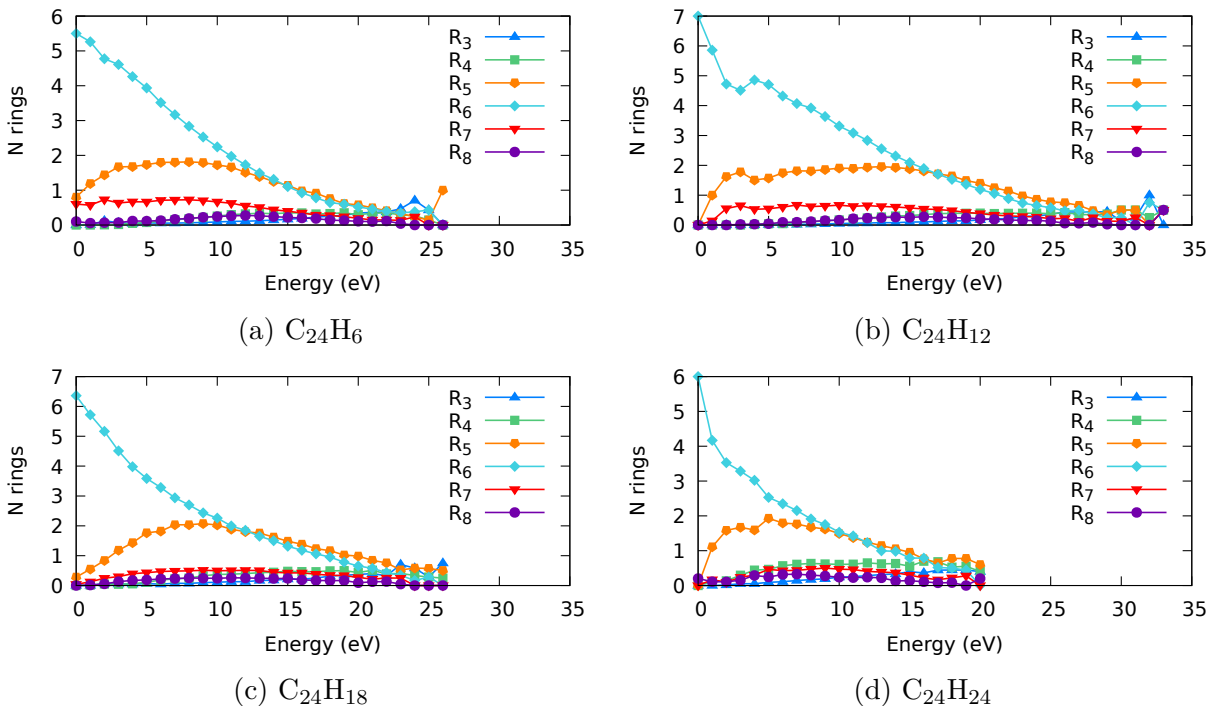 6
5
4
3
2
1
0
N rings
0 5 10 15 20 25 30 35
Energy (eV)
R3
R4
R5
R6
R7
R8
(a) C24H6
7
6
5
4
3
2
1
0
N rings
0 5 10 15 20 25 30 35
Energy (eV)
R3
R4
R5
R6
R7
R8
(b) C24H12
7
6
5
4
3
2
1
0
N rings
0 5 10 15 20 25 30 35
Energy (eV)
R3
R4
R5
R6
R7
R8
(c) C24H18
6
5
4
3
2
1
0
N rings
0 5 10 15 20 25 30 35
Energy (eV)
R3
R4
R5
R6
R7
R8
(d) C24H24